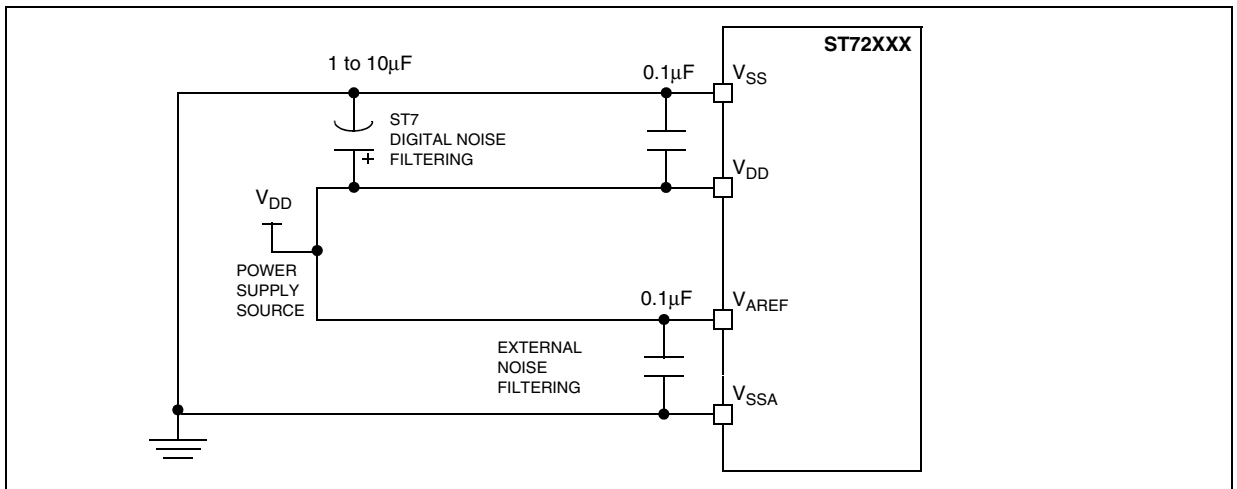 ST72XXX
1 to 10μF
0.1μF
VSS
ST7
DIGITAL NOISE
+ FILTERING
VDD
VDD
POWER
SUPPLY
SOURCE
0.1μF
VAREF
EXTERNAL
NOISE
FILTERING
VSSA